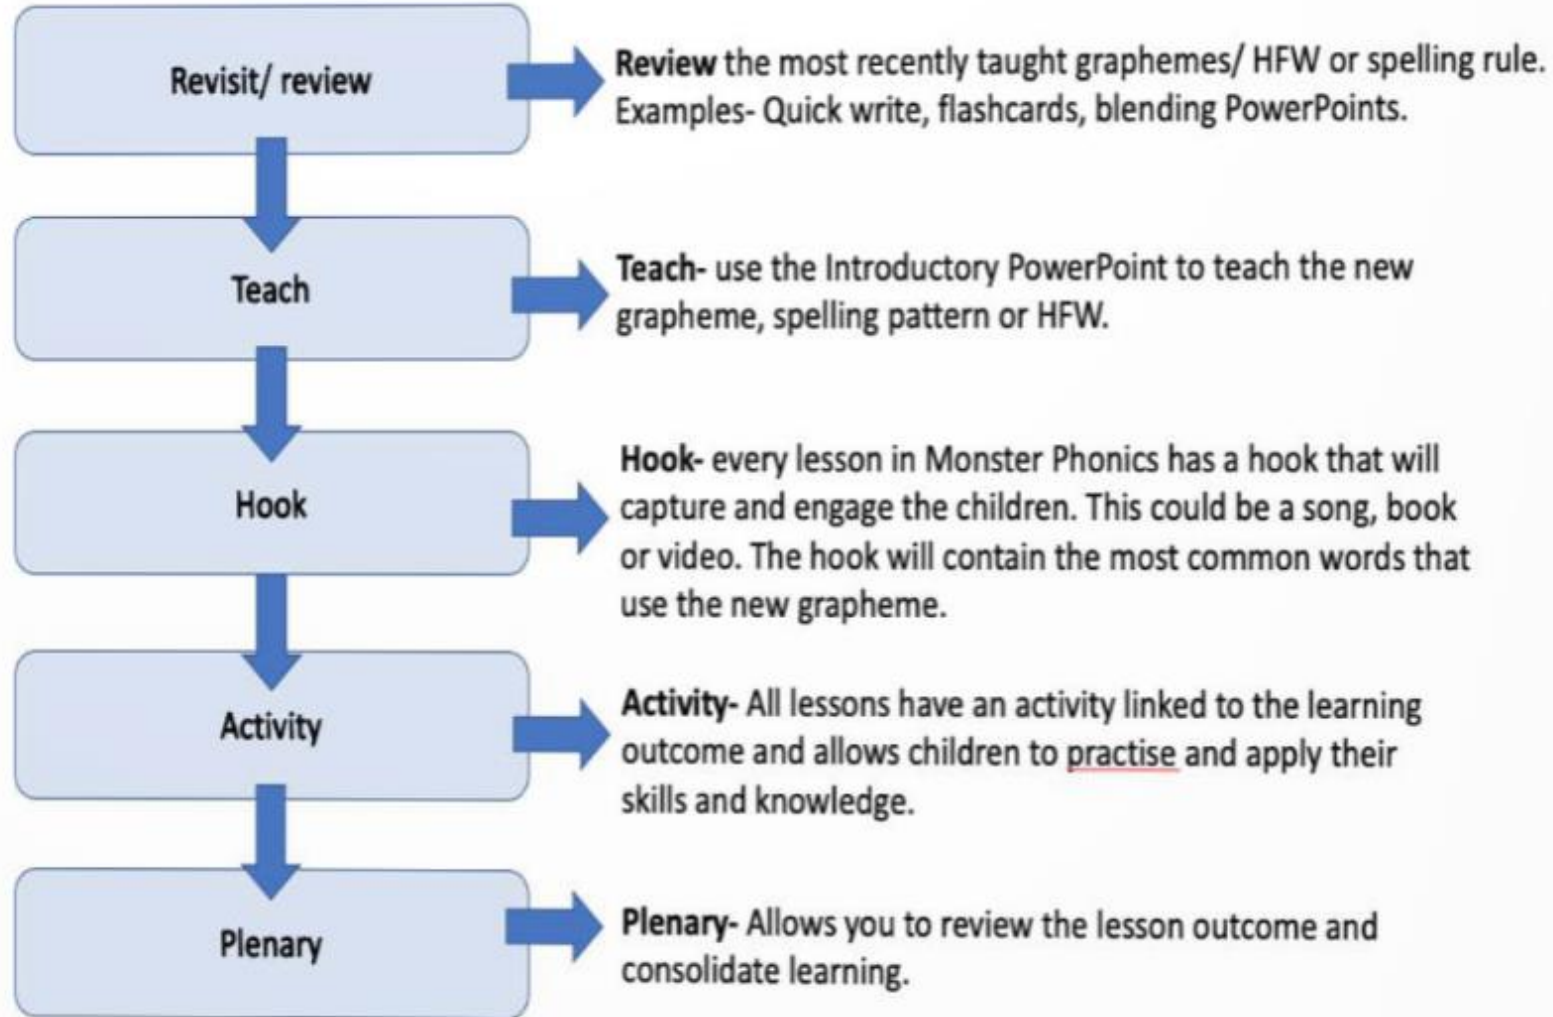 Revisit/ review
Review the most recently taught graphemes/ HFW or spelling rule.
Examples- Quick write, flashcards, blending PowerPoints.
Teach
Teach- use the Introductory PowerPoint to teach the new
grapheme, spelling pattern or HFW.
Hook
Hook- every lesson in Monster Phonics has a hook that will
capture and engage the children. This could be a song, book
or video. The hook will contain the most common words that
use the new grapheme.
Activity
Activity- All lessons have an activity linked to the learning
outcome and allows children to practise and apply their
skills and knowledge.
Plenary
Plenary- Allows you to review the lesson outcome and
consolidate learning.